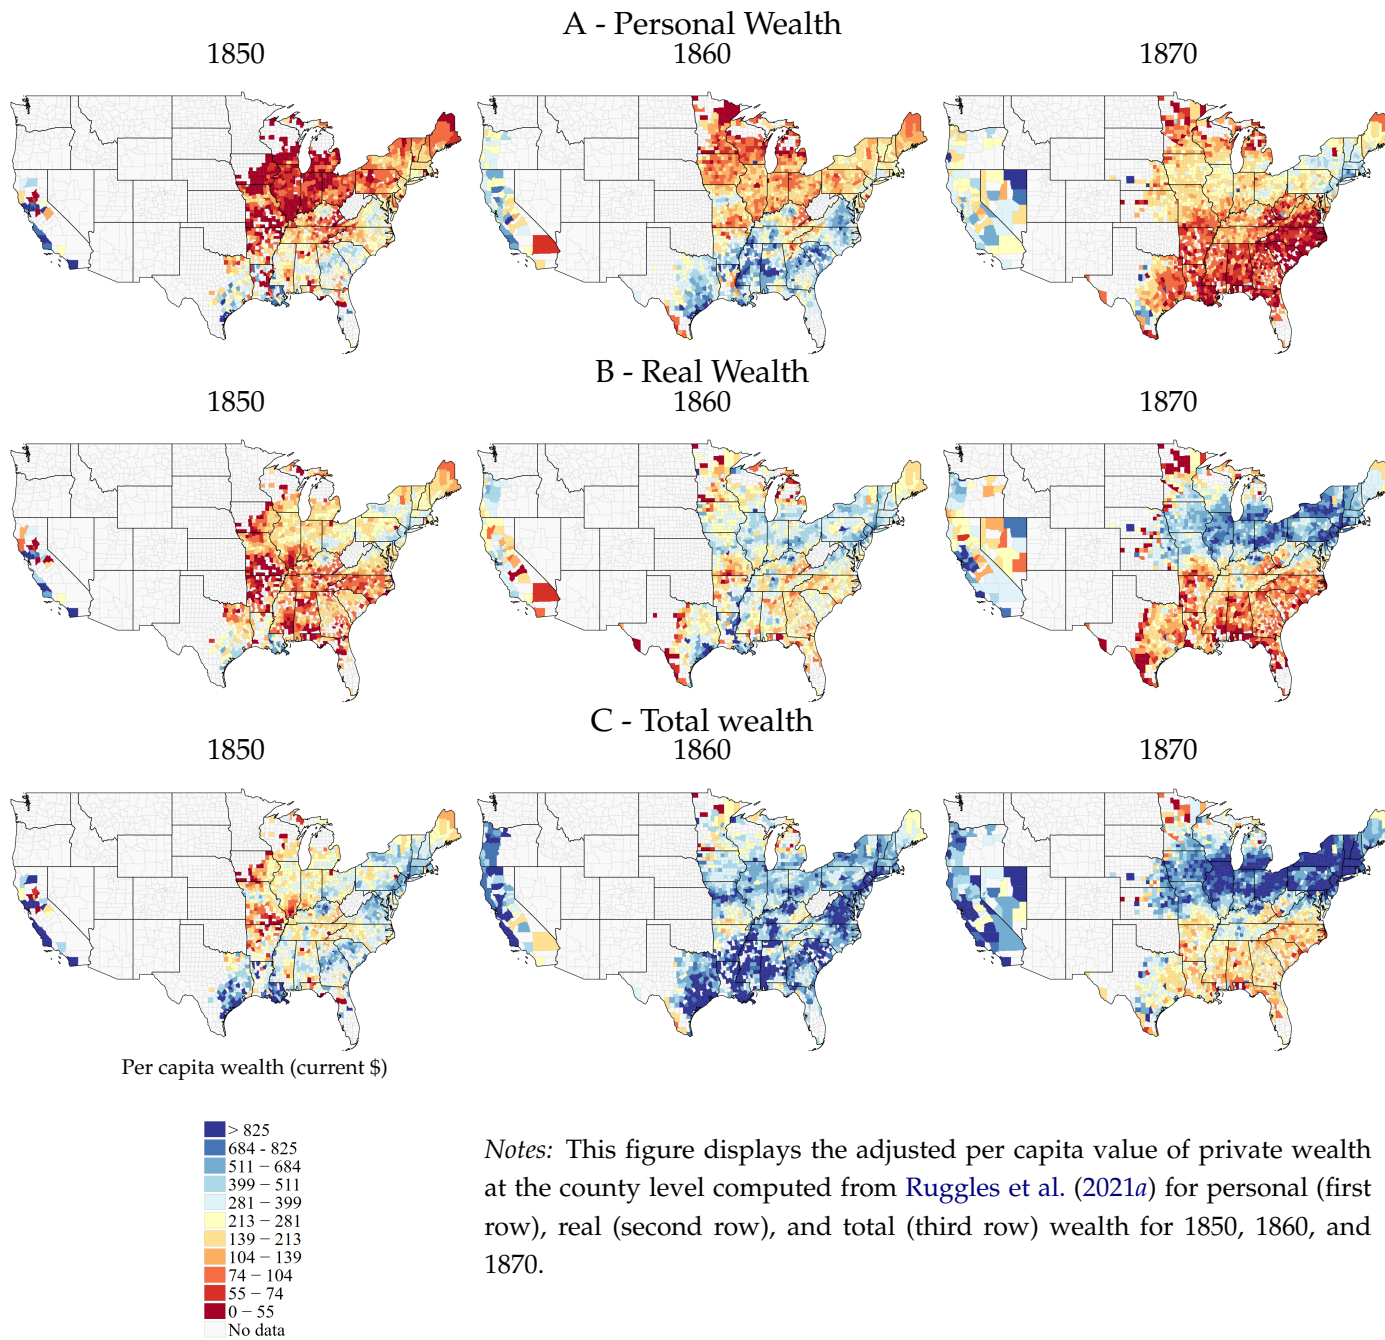 A - Personal Wealth
1850
1860
1870
B - Real Wealth
1850
1860
1870
C - Total wealth
1850
1860
1870
Per capita wealth (current $)
> 825
684 - 825
511 − 684
399 − 511
281 − 399
213 − 281
139 − 213
104 − 139
74 − 104
55 − 74
0 − 55
No data
Notes: This figure displays the adjusted per capita value of private wealth
at the county level computed from Ruggles et al. (2021a) for personal (first
row), real (second row), and total (third row) wealth for 1850, 1860, and
1870.